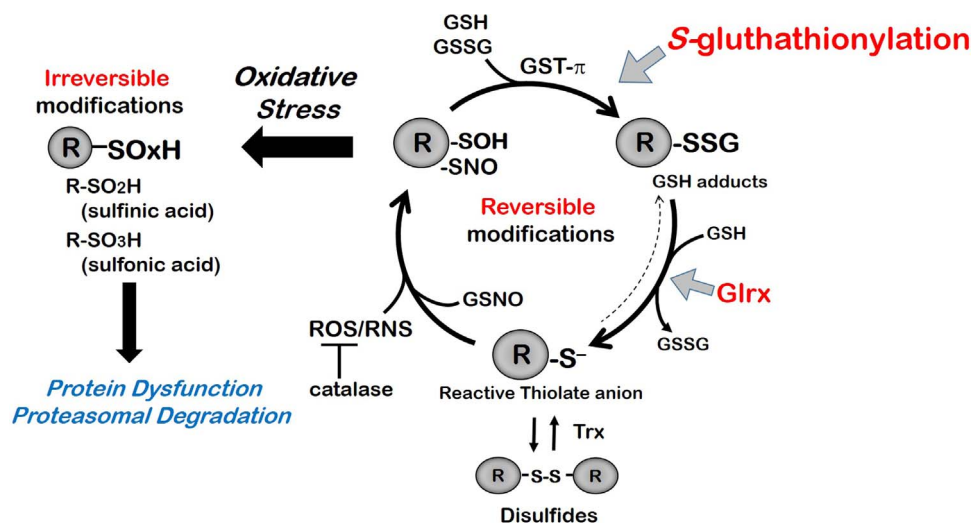 GSH
GSSG
GST-π
S-gluthathionylation
Irreversible
modifications
Oxidative
Stress
R-SOxH
R-SO2H
(sulfinic acid)
R-SO3H
(sulfonic acid)
R-SOH
-SNO
R-SSG
GSH adducts
Reversible
modifications
GSH
Glrx
GSSG
GSNO
ROS/RNS
catalase
R-S–
Reactive Thiolate anion
Protein Dysfunction
Proteasomal Degradation
Trx
R-S-S-R
Disulfides